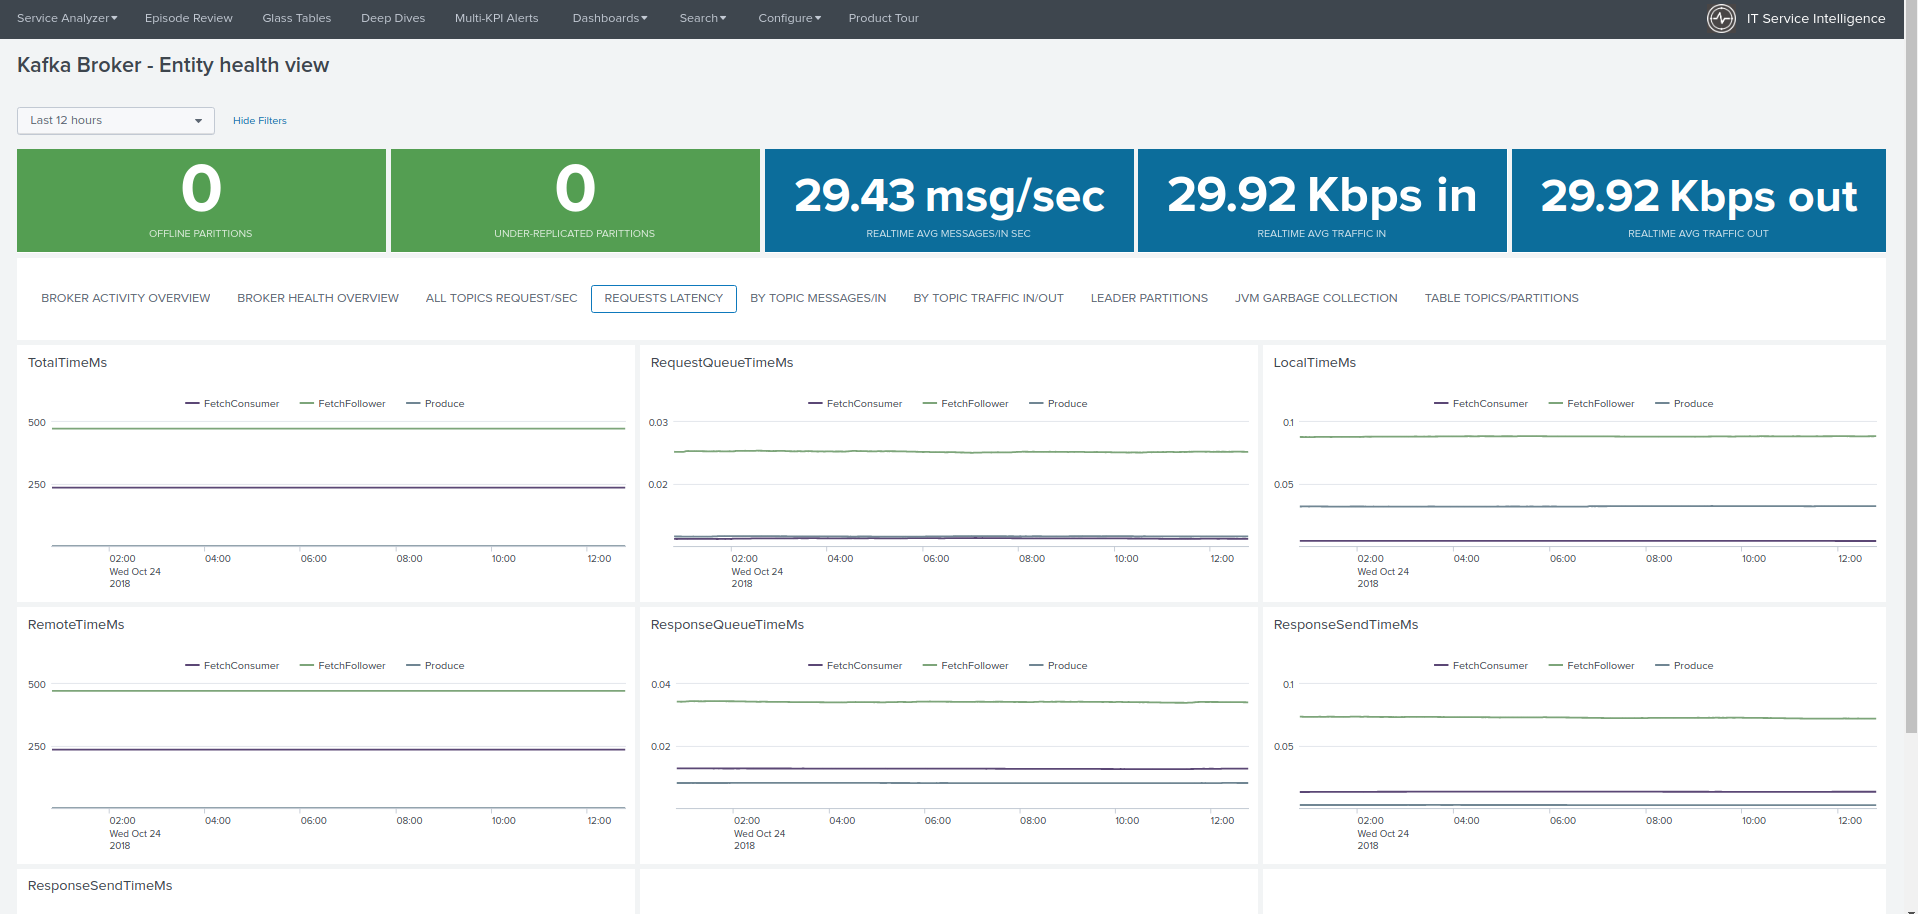 Service Analyzer Episode Review Glass Tables Deep Dives Multi-KPI Alerts Dashboards Search Configure Product Tour IT Service Intelligence
Kafka Broker - Entity health view
Last 12 hours Hide Filters
0 0 29.43 msg/sec 29.92 Kbps in 29.92 Kbps out
OFFLINE PARITTIONS UNDER-REPLICATED PARITTIONS REALTIME AVG MESSAGES/IN SEC REALTIME AVG TRAFFIC IN REALTIME AVG TRAFFIC OUT
BROKER ACTIVITY OVERVIEW BROKER HEALTH OVERVIEW ALL TOPICS REQUEST/SEC REQUESTS LATENCY BY TOPIC MESSAGES/IN BY TOPIC TRAFFIC IN/OUT LEADER PARTITIONS JVM GARBAGE COLLECTION TABLE TOPICS/PARTITIONS
TotalTimeMs
FetchConsumer FetchFollower Produce
500
250
02:00 04:00 06:00 08:00 10:00 12:00
Wed Oct 24
2018
RequestQueueTimeMs
FetchConsumer FetchFollower Produce
0.03
0.02
02:00 04:00 06:00 08:00 10:00 12:00
Wed Oct 24
2018
LocalTimeMs
FetchConsumer FetchFollower Produce
0.1
0.05
02:00 04:00 06:00 08:00 10:00 12:00
Wed Oct 24
2018
RemoteTimeMs
FetchConsumer FetchFollower Produce
500
250
02:00 04:00 06:00 08:00 10:00 12:00
Wed Oct 24
2018
ResponseQueueTimeMs
FetchConsumer FetchFollower Produce
0.04
0.02
02:00 04:00 06:00 08:00 10:00 12:00
Wed Oct 24
2018
ResponseSendTimeMs
FetchConsumer FetchFollower Produce
0.1
0.05
02:00 04:00 06:00 08:00 10:00 12:00
Wed Oct 24
2018
ResponseSendTimeMs